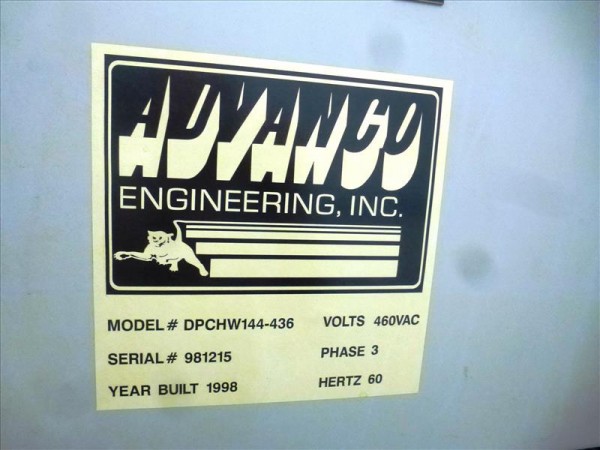 ADVANCO
ENGINEERING, INC.
MODEL# DPCHW144-436 VOLTS 460VAC
SERIAL# 981215 PHASE 3
YEAR BUILT 1998 HERTZ 60